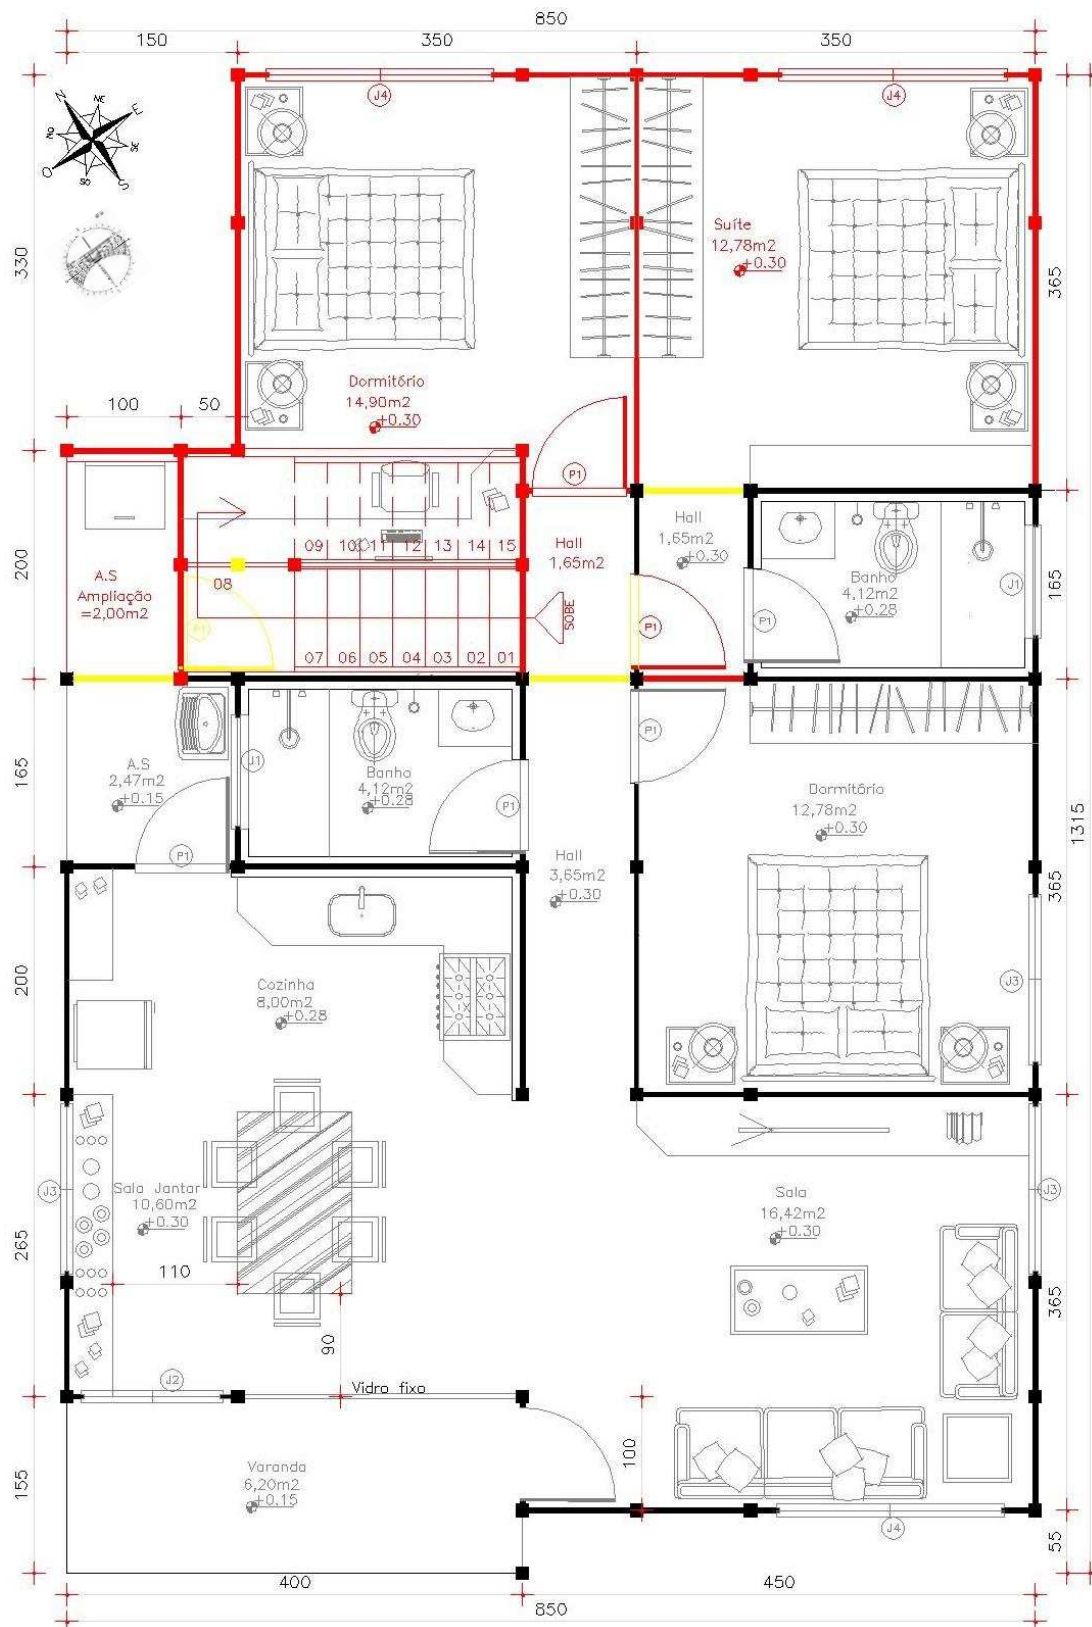 850
150
350
350
J4
J4
N
NE
E
NO
SE
O
SO
S
330
365
Suíte
12,78m2
+0.30
Dormitório
14,90m2
+0.30
100
50
P1
Hall
1,65m2
+0.30
09 10 11 12 13 14 15
Hall
1,65m2
200
A.S
Ampliação
=2,00m2
08
P1
SOBE
P1
P1
Banho
4,12m2
+0.28
J1
165
07 06 05 04 03 02 01
P1
165
A.S
2,47m2
+0.15
J1
Banho
4,12m2
+0.28
P1
Dormitório
12,78m2
+0.30
1315
P1
Hall
3,65m2
+0.30
365
200
Cozinha
8,00m2
+0.28
J3
J3
Sala Jantar
10,60m2
+0.30
Sala
16,42m2
+0.30
J3
265
110
365
90
J2
Vidro fixo
155
Varanda
6,20m2
+0.15
100
J4
55
400
450
850